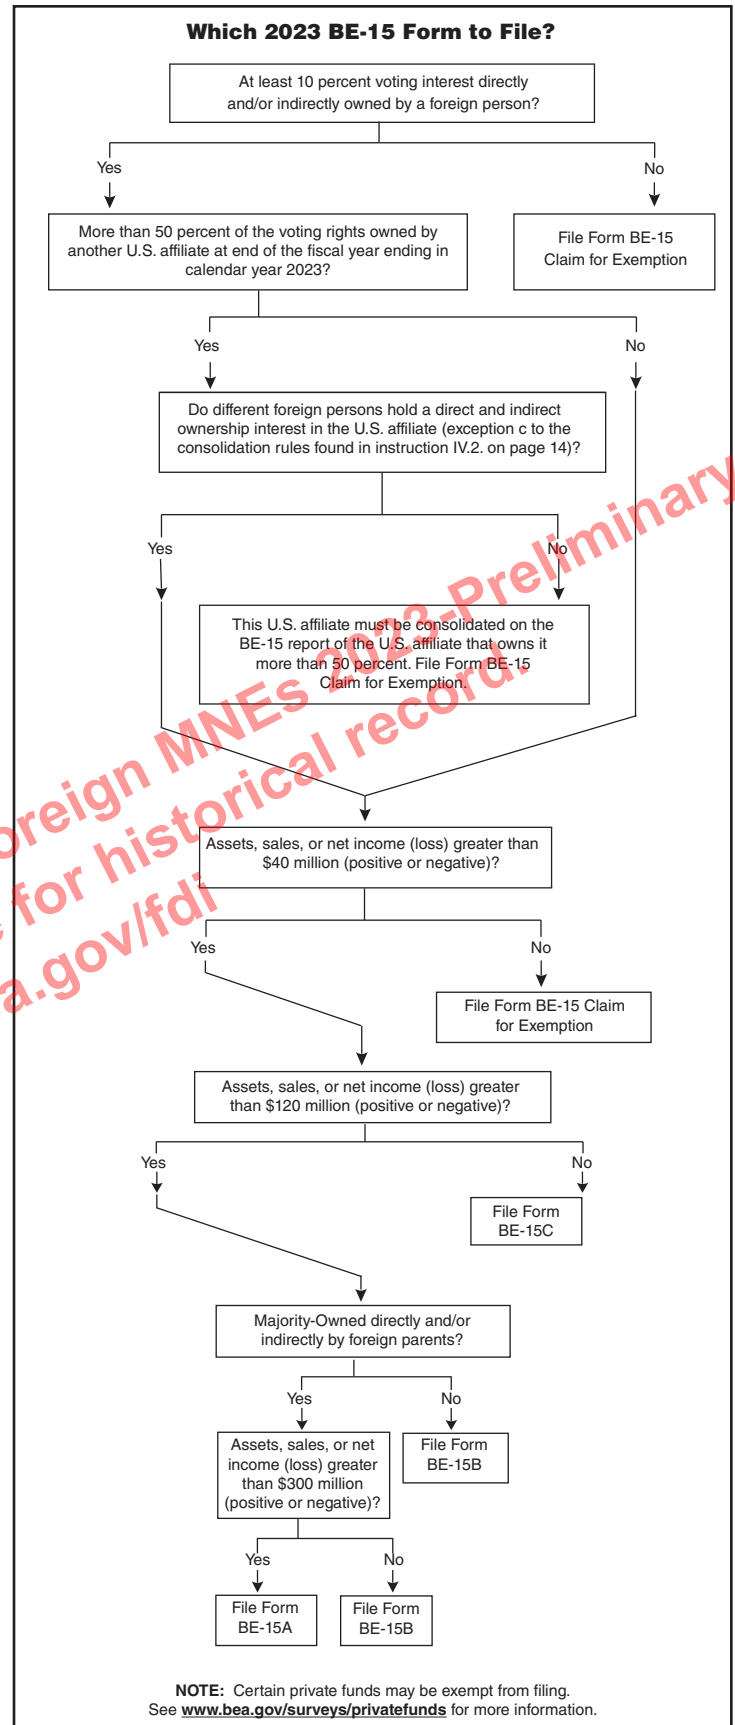 Which 2023 BE-15 Form to File?
At least 10 percent voting interest directly
and/or indirectly owned by a foreign person?
Yes
No
More than 50 percent of the voting rights owned by
another U.S. affiliate at end of the fiscal year ending in
calendar year 2023?
File Form BE-15
Claim for Exemption
Yes
No
Do different foreign persons hold a direct and indirect
ownership interest in the U.S. affiliate (exception c to the
consolidation rules found in instruction IV.2. on page 14)?
Yes
No
This U.S. affiliate must be consolidated on the
BE-15 report of the U.S. affiliate that owns it
more than 50 percent. File Form BE-15
Claim for Exemption.
oreign MNEs 2023-Preliminary
for historical record.
a.gov/fdi
Assets, sales, or net income (loss) greater than
$40 million (positive or negative)?
Yes
No
File Form BE-15 Claim
for Exemption
Assets, sales, or net income (loss) greater
than $120 million (positive or negative)?
Yes
No
File Form
BE-15C
Majority-Owned directly and/or
indirectly by foreign parents?
Yes
No
Assets, sales, or net
income (loss) greater
than $300 million
(positive or negative)?
File Form
BE-15B
Yes
No
File Form
BE-15A
File Form
BE-15B
NOTE: Certain private funds may be exempt from filing.
See www.bea.gov/surveys/privatefunds for more information.